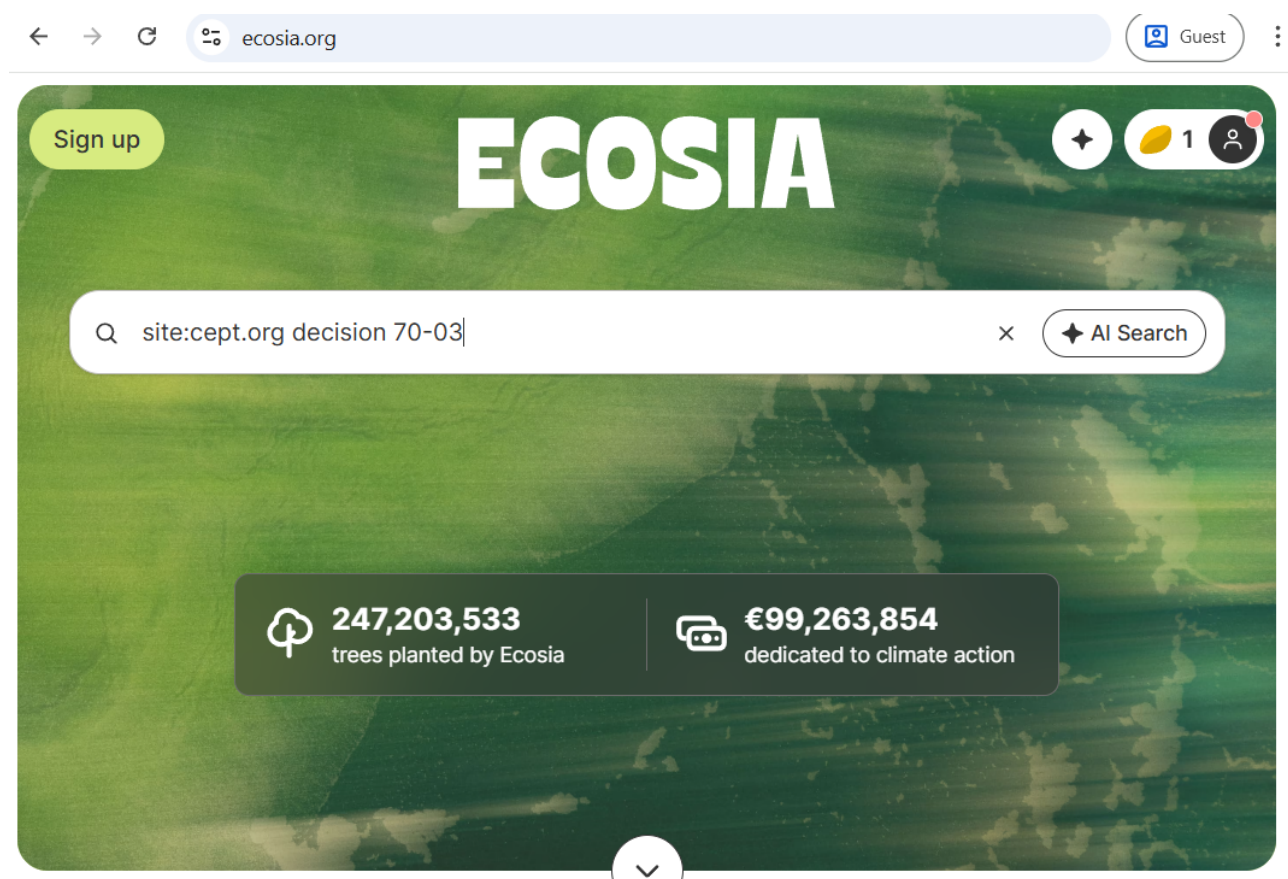 ecosia.org
Guest
Sign up
ECOSIA
1
site:cept.org decision 70-03
AI Search
247,203,533
trees planted by Ecosia
€99,263,854
dedicated to climate action